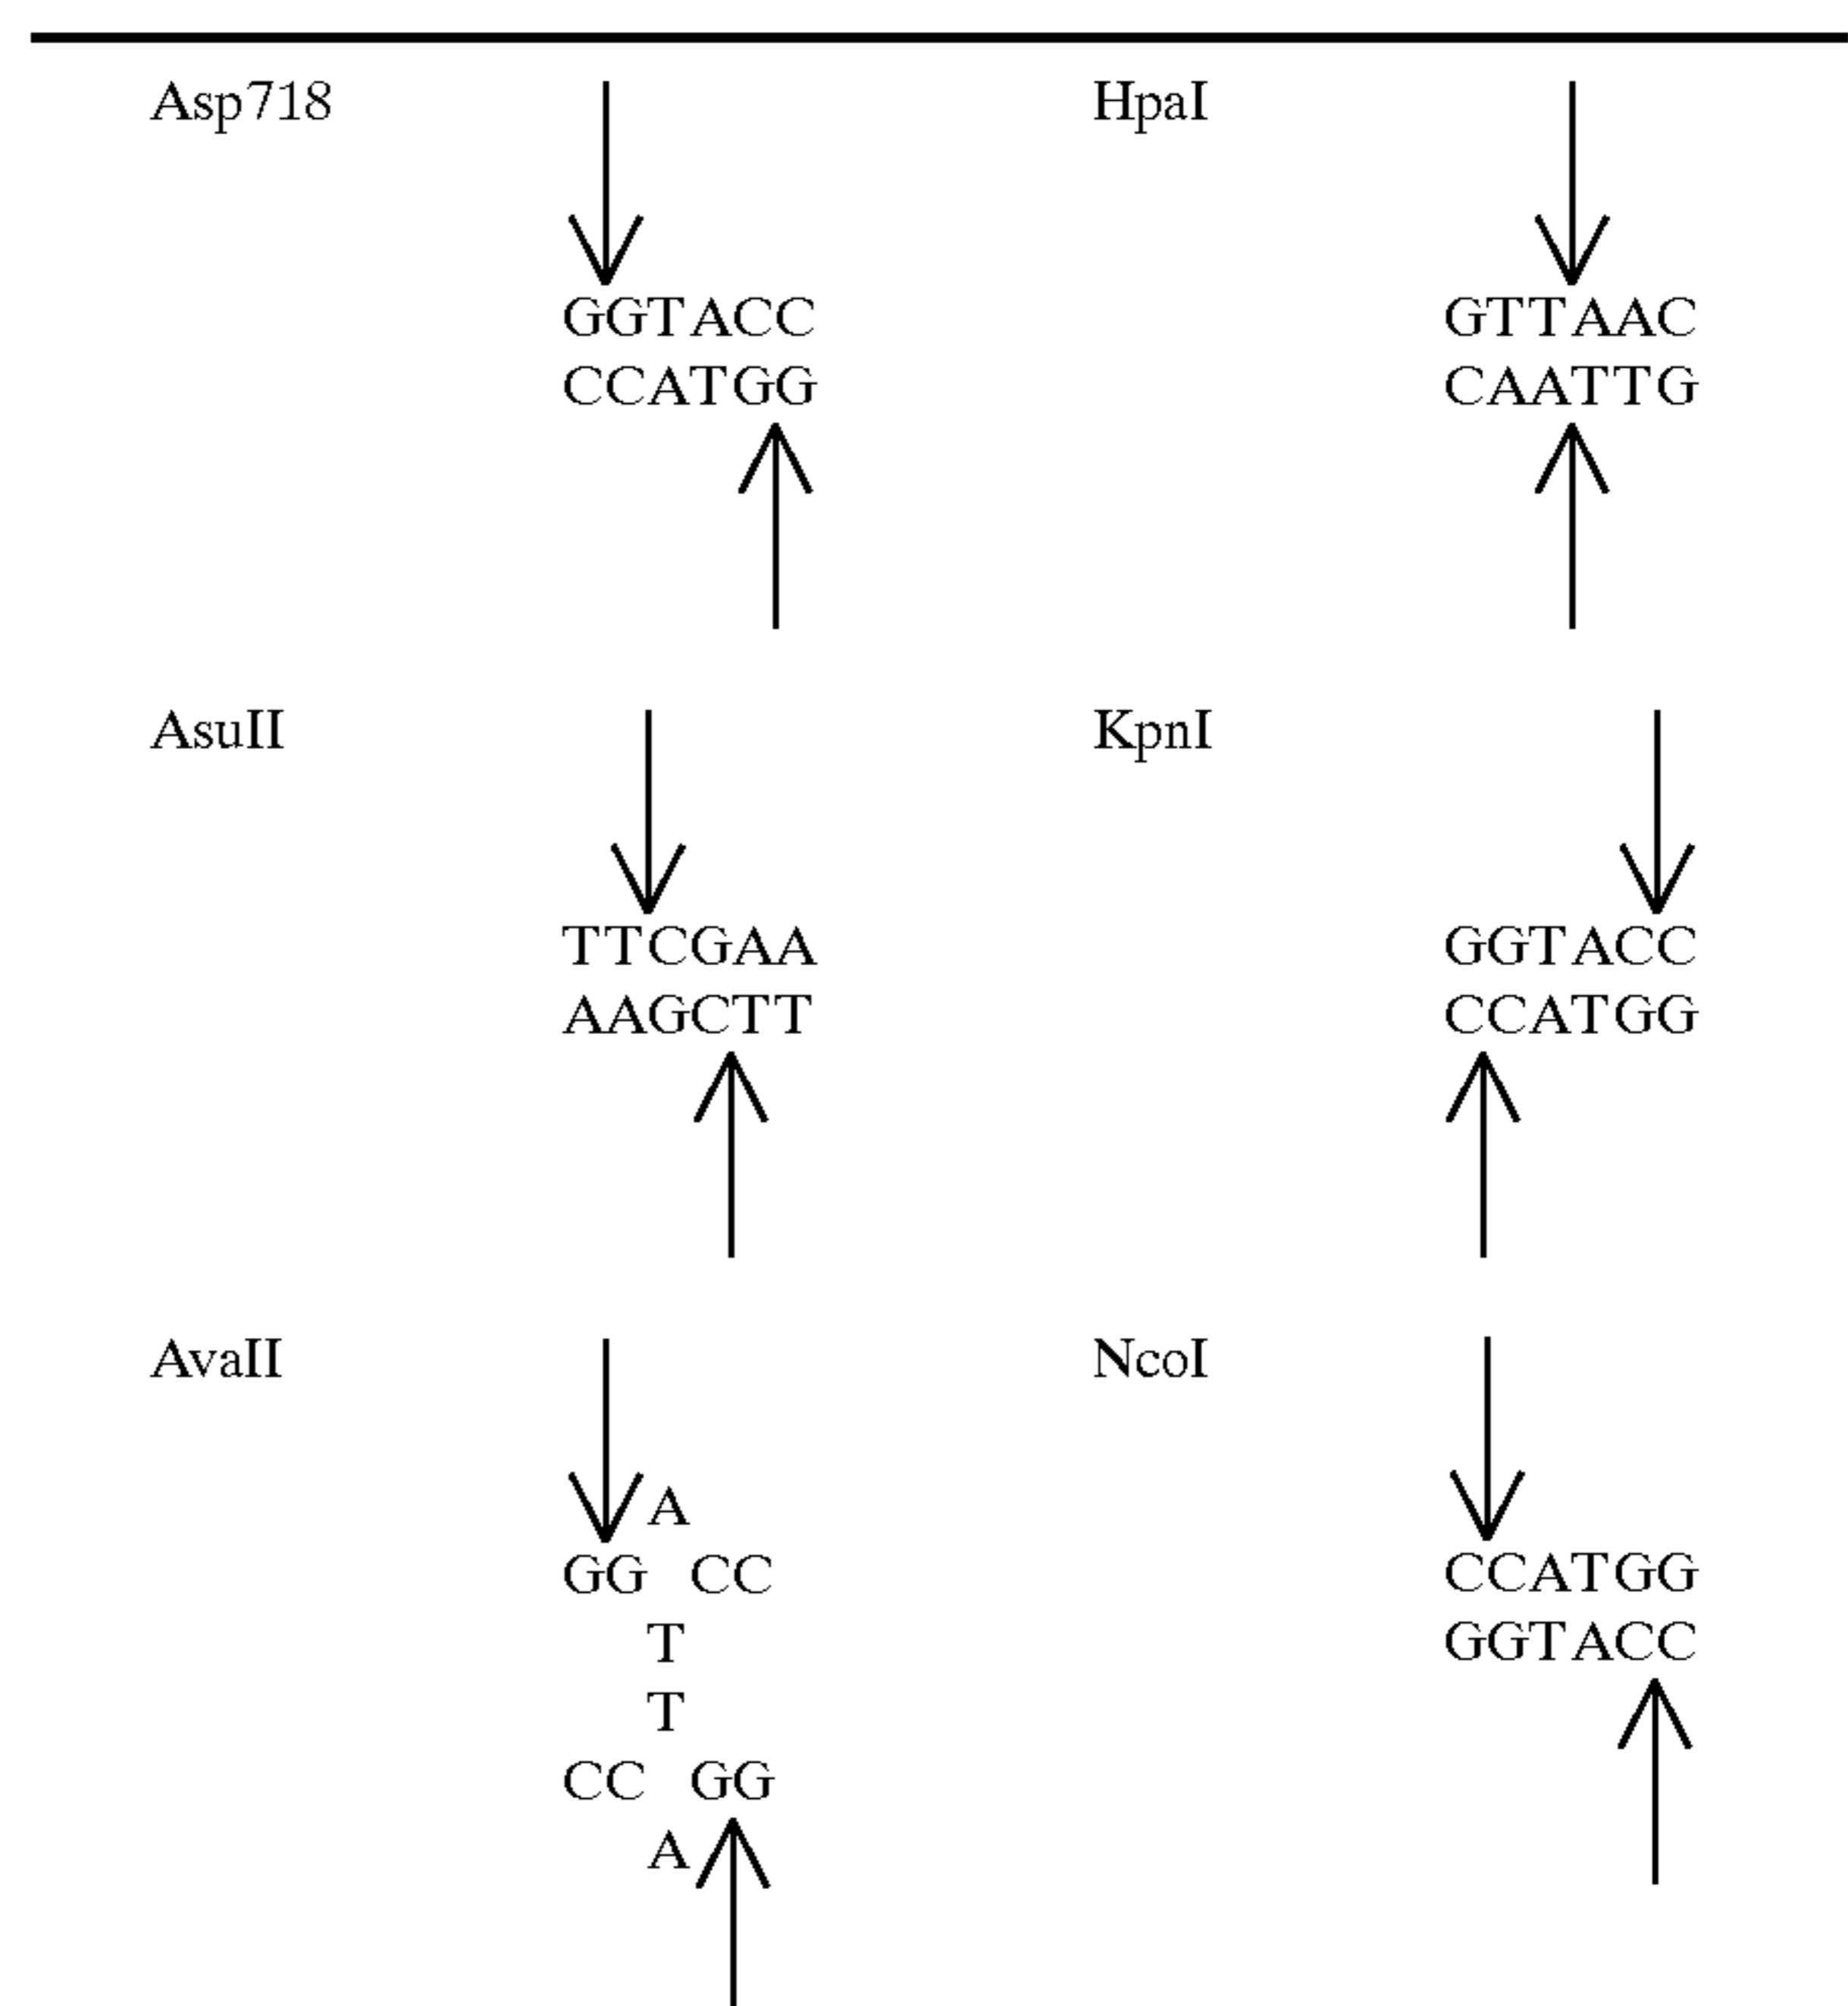 Asp718
GGTACC
CCATGG
HpaI
GTTAAC
CAATTG
AsuII
TTCGAA
AAGCTT
KpnI
GGTACC
CCATGG
AvaII
A
GG CC
T
T
CC GG
A
NcoI
CCATGG
GGTACC